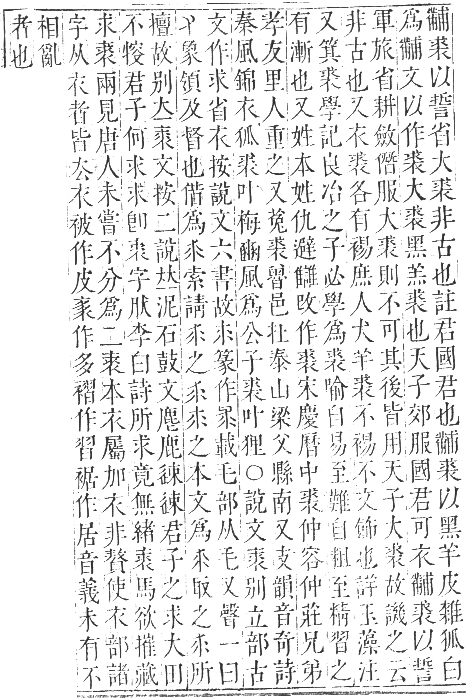 黼裘以誓省大裘非古也註君國君也黼裘以黑羊皮雜狐白
爲黼文以作裘大裘黑羔裘也天子郊服國君可衣黼裘以誓
軍旅省耕斂僭服大裘則不可其後皆用天子大裘故譏之云
非古也又衣裘各有裼庶人犬羊裘不裼不文飾也詳玉藻注
又箕裘學記良冶之子必學爲裘喻自易至難自粗至精習之
有漸也又姓本姓仇避讎改作裘宋慶曆中裘仲容仲莊兄弟
孝友里人重之又菟裘魯邑在泰山梁父縣南又支韻音奇詩
秦風錦衣狐裘叶梅豳風爲公子裘叶狸○說文裘別立部古
文作求省衣按說文六書故求篆作載毛部从毛又聲一曰
象領及督也借爲求索請求之求求之本文爲求取之求所
擅故別立裘文按二說竝泥石鼓文麀鹿君子之求大田
不君子何求求卽裘字肰李白詩所求竟無緒裘馬欲摧藏
求裘兩見唐人未嘗不分爲二裘本衣屬加衣非贅使衣部諸
字从衣者皆去衣被作皮作多褶作習裾作居音義未有不
相亂
者也